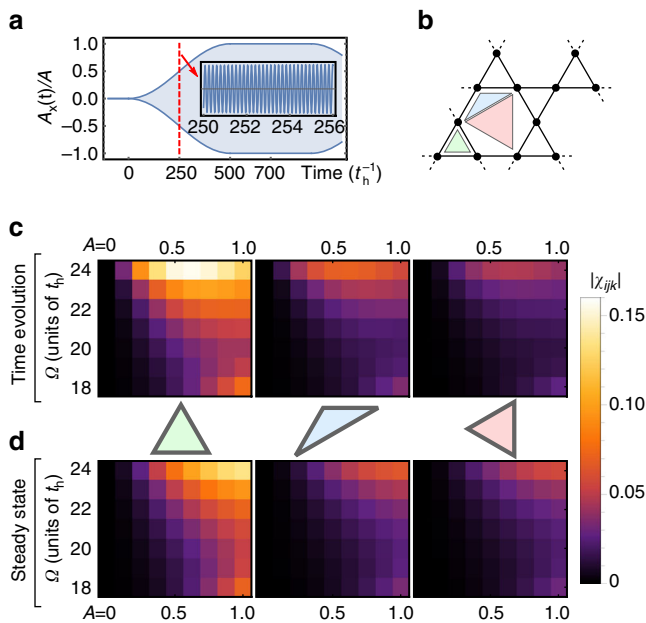 a
b
A_x(t)/A
1.0
0.5
0.0
−0.5
−1.0
250 252 254 256
0 250 500 700 Time (t_h^{-1})
c
A=0 0.5 1.0 0.5 1.0 0.5 1.0
Time evolution
Ω (units of t_h)
24
22
20
18
|χ_{ijk}|
0.15
0.10
0.05
0
d
Steady state
Ω (units of t_h)
24
22
20
18
A=0 0.5 1.0 0.5 1.0 0.5 1.0